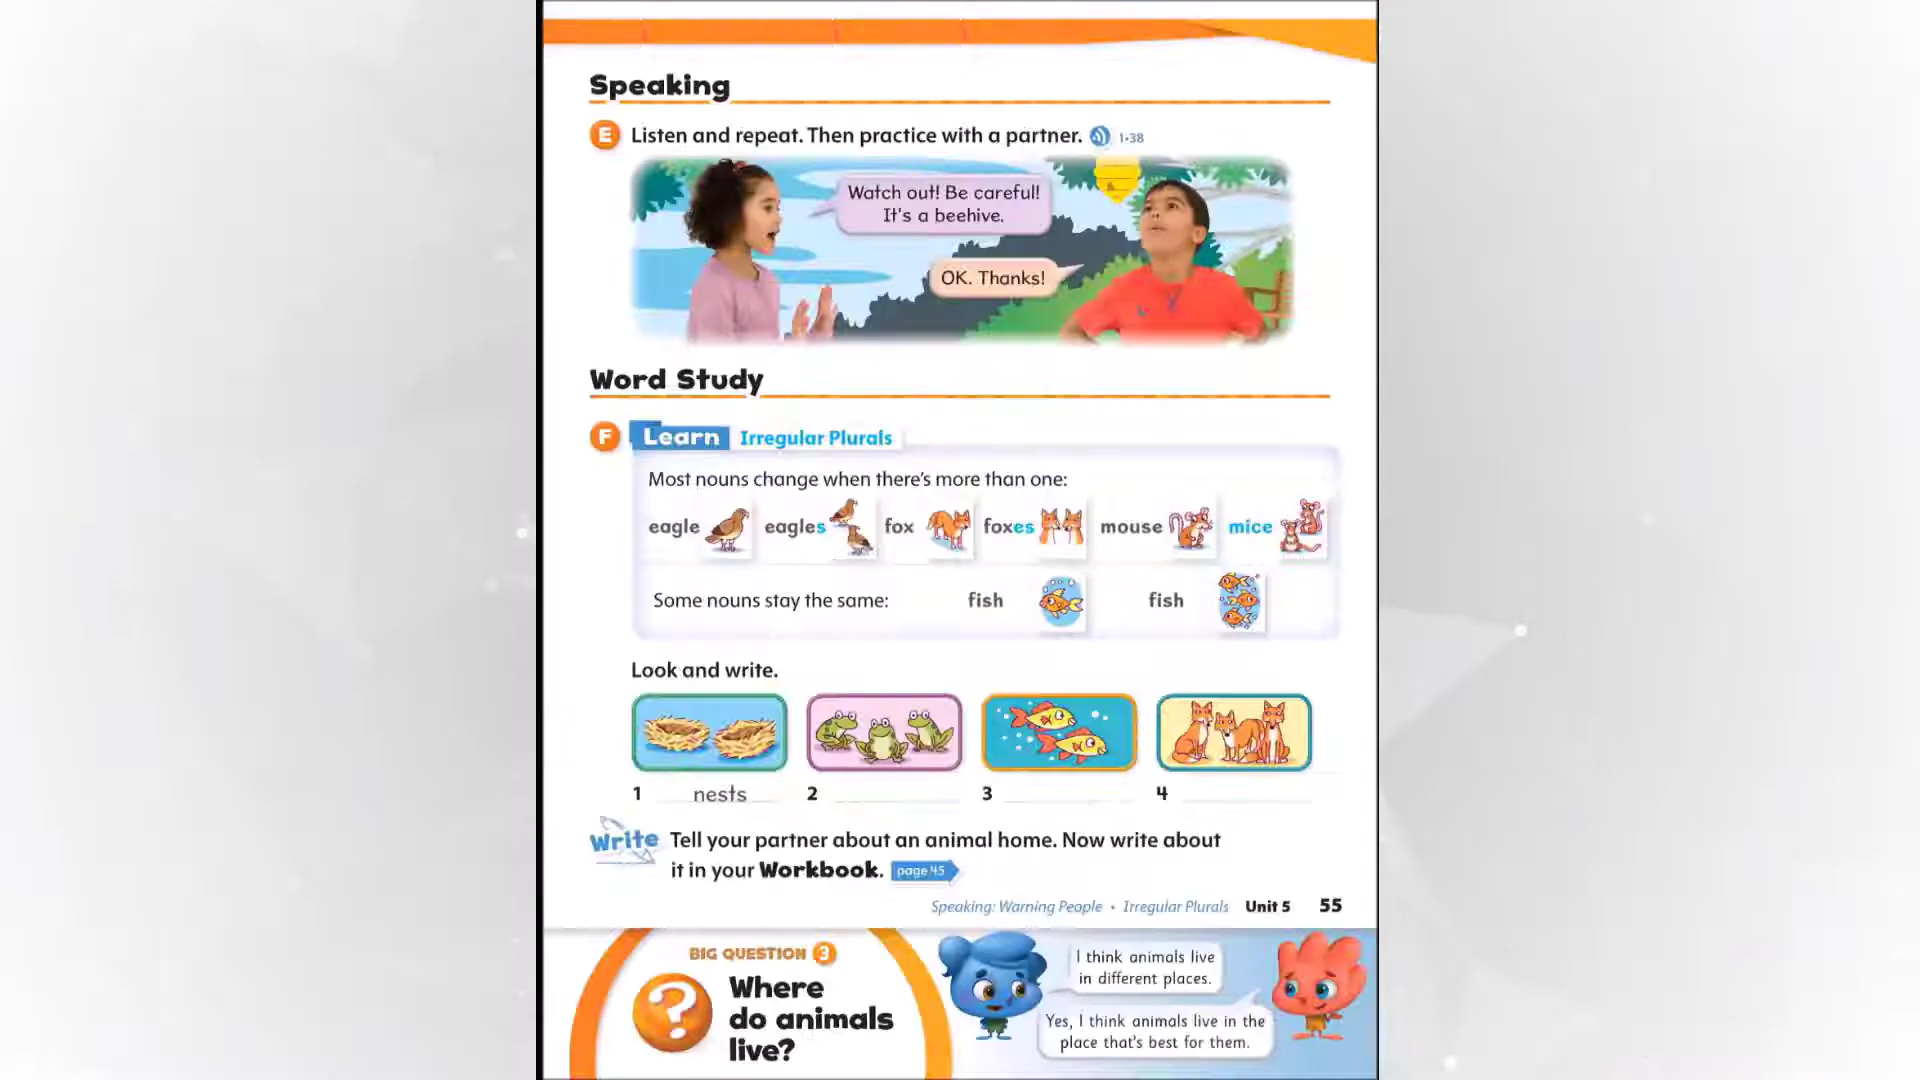 Speaking
E Listen and repeat. Then practice with a partner. 1·38
Watch out! Be careful!
It's a beehive.
OK. Thanks!
Word Study
F Learn Irregular Plurals
Most nouns change when there's more than one:
eagle eagles fox foxes mouse mice
Some nouns stay the same: fish fish
Look and write.
1 nests 2 3 4
Write Tell your partner about an animal home. Now write about
it in your Workbook. page 45
Speaking: Warning People • Irregular Plurals Unit 5 55
BIG QUESTION 3
?
Where
do animals
live?
I think animals live
in different places.
Yes, I think animals live in the
place that's best for them.